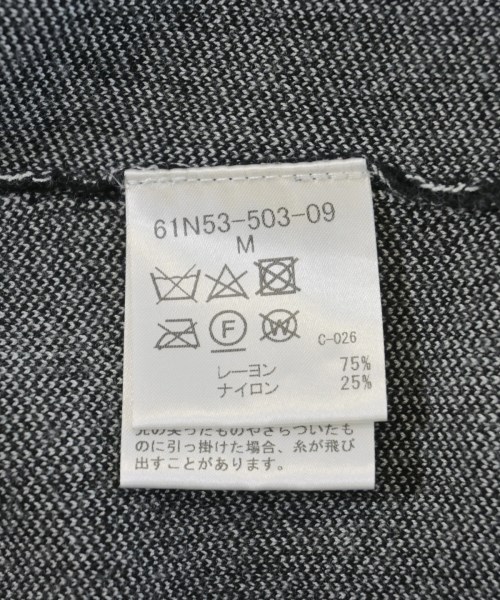 61N53-503-09
M
F
W
C-026
レーヨン 75%
ナイロン 25%
先の尖ったものやざらついたも
のに引っ掛けた場合、糸が飛び
出すことがあります。